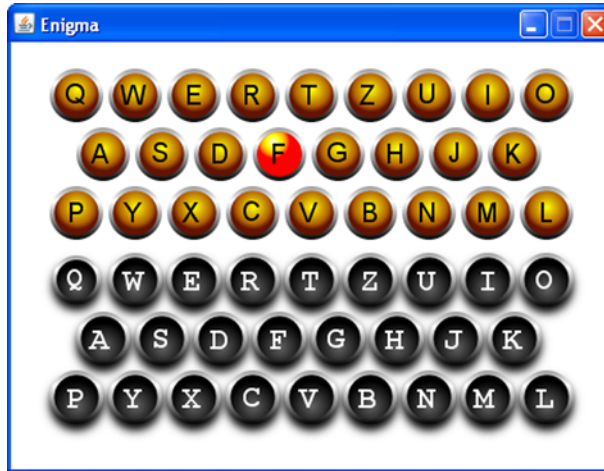 Enigma
Q W E R T Z U I O
A S D F G H J K
P Y X C V B N M L
Q W E R T Z U I O
A S D F G H J K
P Y X C V B N M L